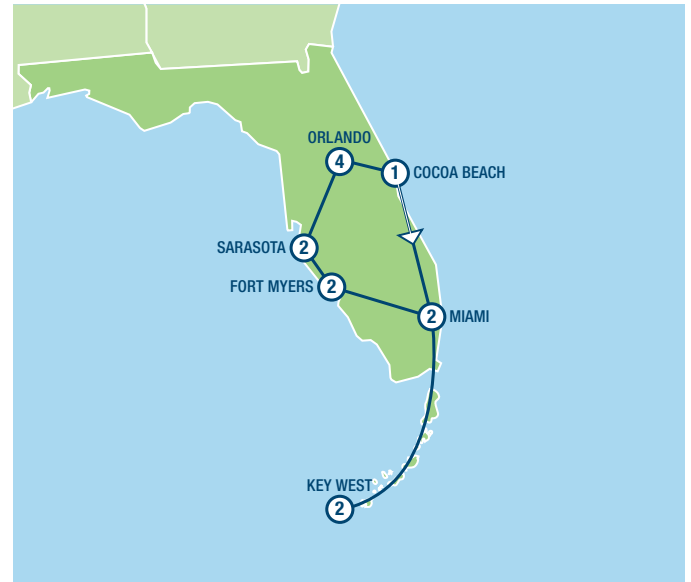 ORLANDO
4
1 COCOA BEACH
SARASOTA 2
FORT MYERS 2
2 MIAMI
KEY WEST
2